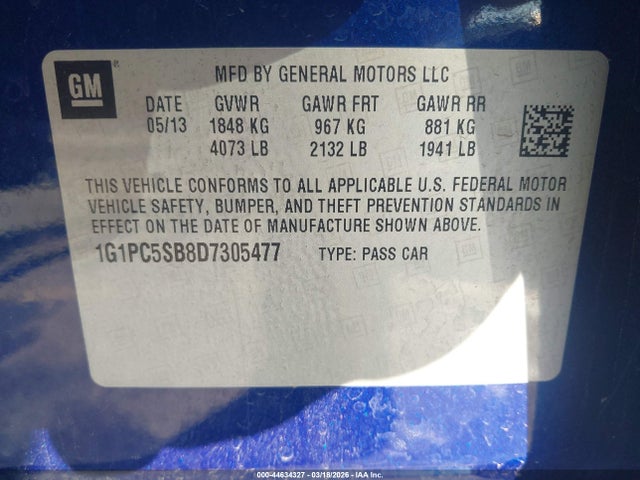 GM
MFD BY GENERAL MOTORS LLC
DATE GVWR GAWR FRT GAWR RR
05/13 1848 KG 967 KG 881 KG
4073 LB 2132 LB 1941 LB
THIS VEHICLE CONFORMS TO ALL APPLICABLE U.S. FEDERAL MOTOR
VEHICLE SAFETY, BUMPER, AND THEFT PREVENTION STANDARDS IN
EFFECT ON THE DATE OF MANUFACTURE SHOWN ABOVE.
1G1PC5SB8D7305477 TYPE: PASS CAR
000-44634327 — 03/18/2026 — IAA Inc.